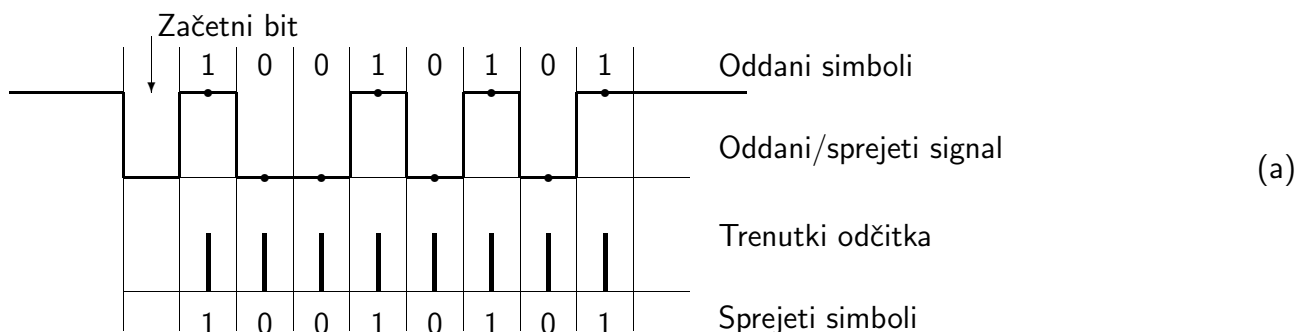 Začetni bit
1 0 0 1 0 1 0 1 Oddani simboli
Oddani/sprejeti signal
(a)
Trenutki odčitka
1 0 0 1 0 1 0 1 Sprejeti simboli